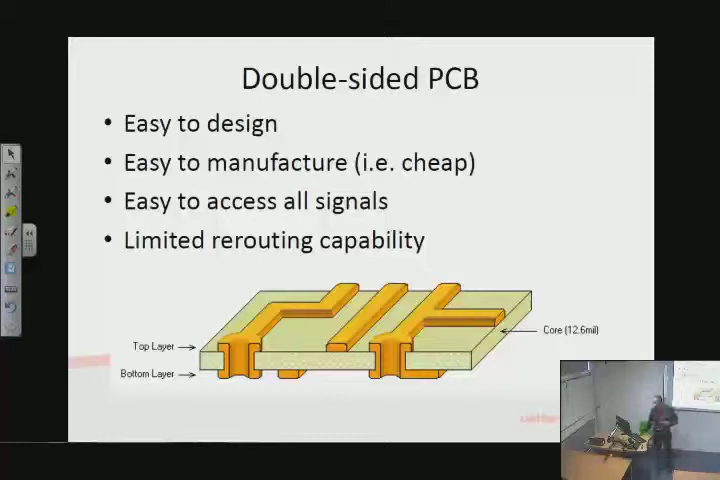 Double-sided PCB
• Easy to design
• Easy to manufacture (i.e. cheap)
• Easy to access all signals
• Limited rerouting capability
Top Layer
Core (12.6mil)
Bottom Layer